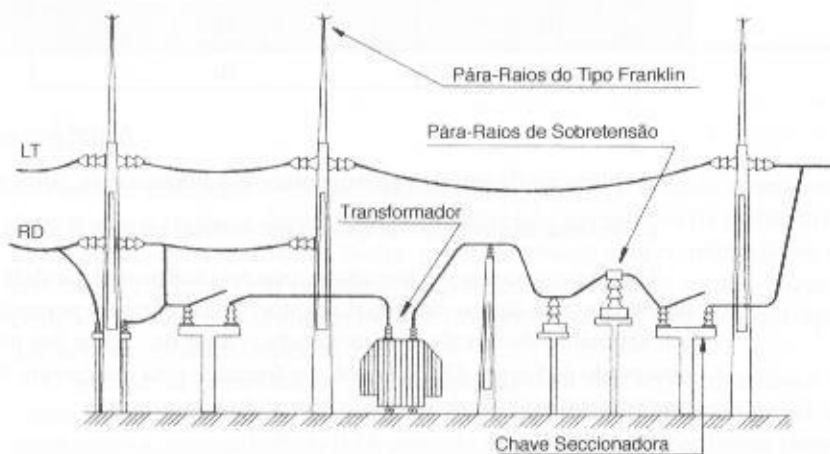 Pára-Raios do Tipo Franklin
Pára-Raios de Sobretensão
LT
Transformador
RD
Chave Seccionadora